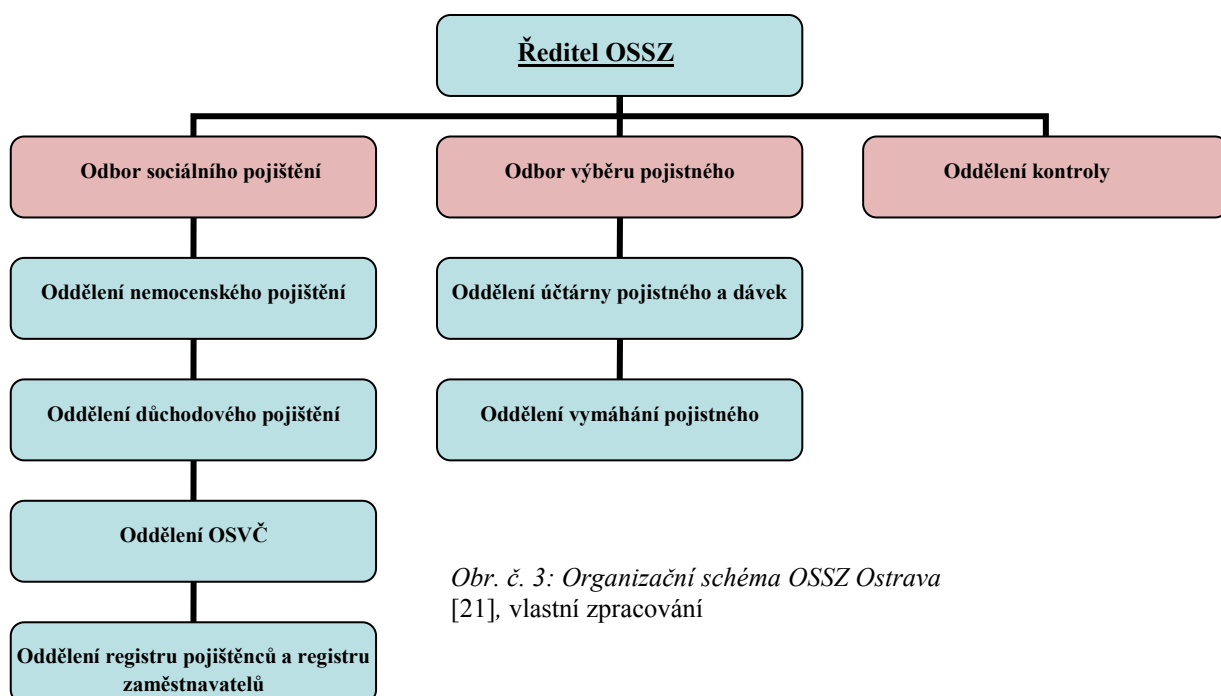 Ředitel OSSZ
Odbor sociálního pojištění
Odbor výběru pojistného
Oddělení kontroly
Oddělení nemocenského pojištění
Oddělení účtárny pojistného a dávek
Oddělení důchodového pojištění
Oddělení vymáhání pojistného
Oddělení OSVČ
Obr. č. 3: Organizační schéma OSSZ Ostrava
[21], vlastní zpracování
Oddělení registru pojištěnců a registru
zaměstnavatelů